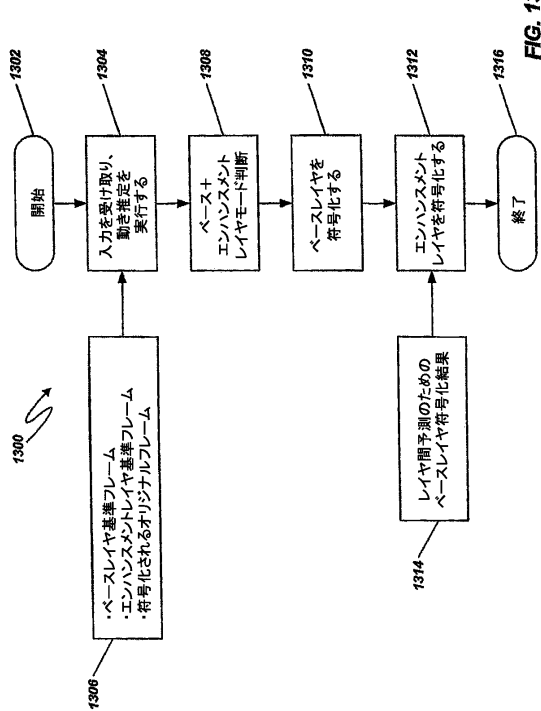 1300
開始
1302
入力を受け取り、
動き推定を
実行する
1304
・ベースレイヤ基準フレーム
・エンハンスメントレイヤ基準フレーム
・符号化されるオリジナルフレーム
1306
ベース＋
エンハンスメント
レイヤモード判断
1308
ベースレイヤを
符号化する
1310
エンハンスメント
レイヤを符号化する
1312
レイヤ間予測のための
ベースレイヤ符号化結果
1314
終了
1316
FIG. 13